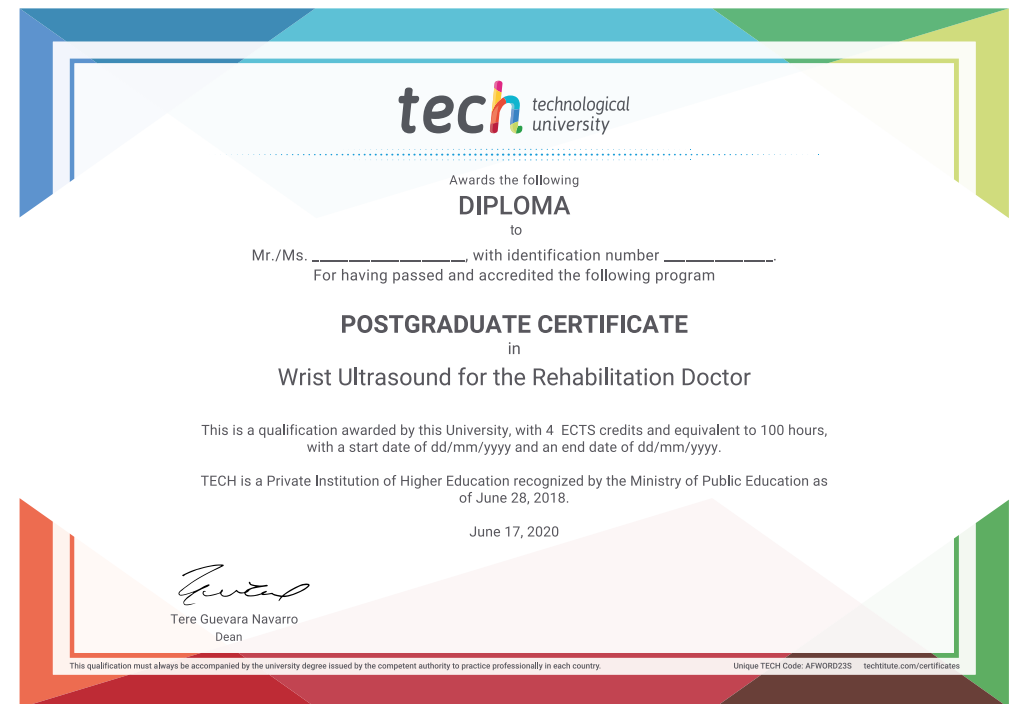 tech technological
university
Awards the following
DIPLOMA
to
Mr./Ms. ____________________, with identification number ______________.
For having passed and accredited the following program
POSTGRADUATE CERTIFICATE
in
Wrist Ultrasound for the Rehabilitation Doctor
This is a qualification awarded by this University, with 4 ECTS credits and equivalent to 100 hours,
with a start date of dd/mm/yyyy and an end date of dd/mm/yyyy.
TECH is a Private Institution of Higher Education recognized by the Ministry of Public Education as
of June 28, 2018.
June 17, 2020
Tere Guevara Navarro
Dean
This qualification must always be accompanied by the university degree issued by the competent authority to practice professionally in each country.
Unique TECH Code: AFWORD23S techtitute.com/certificates